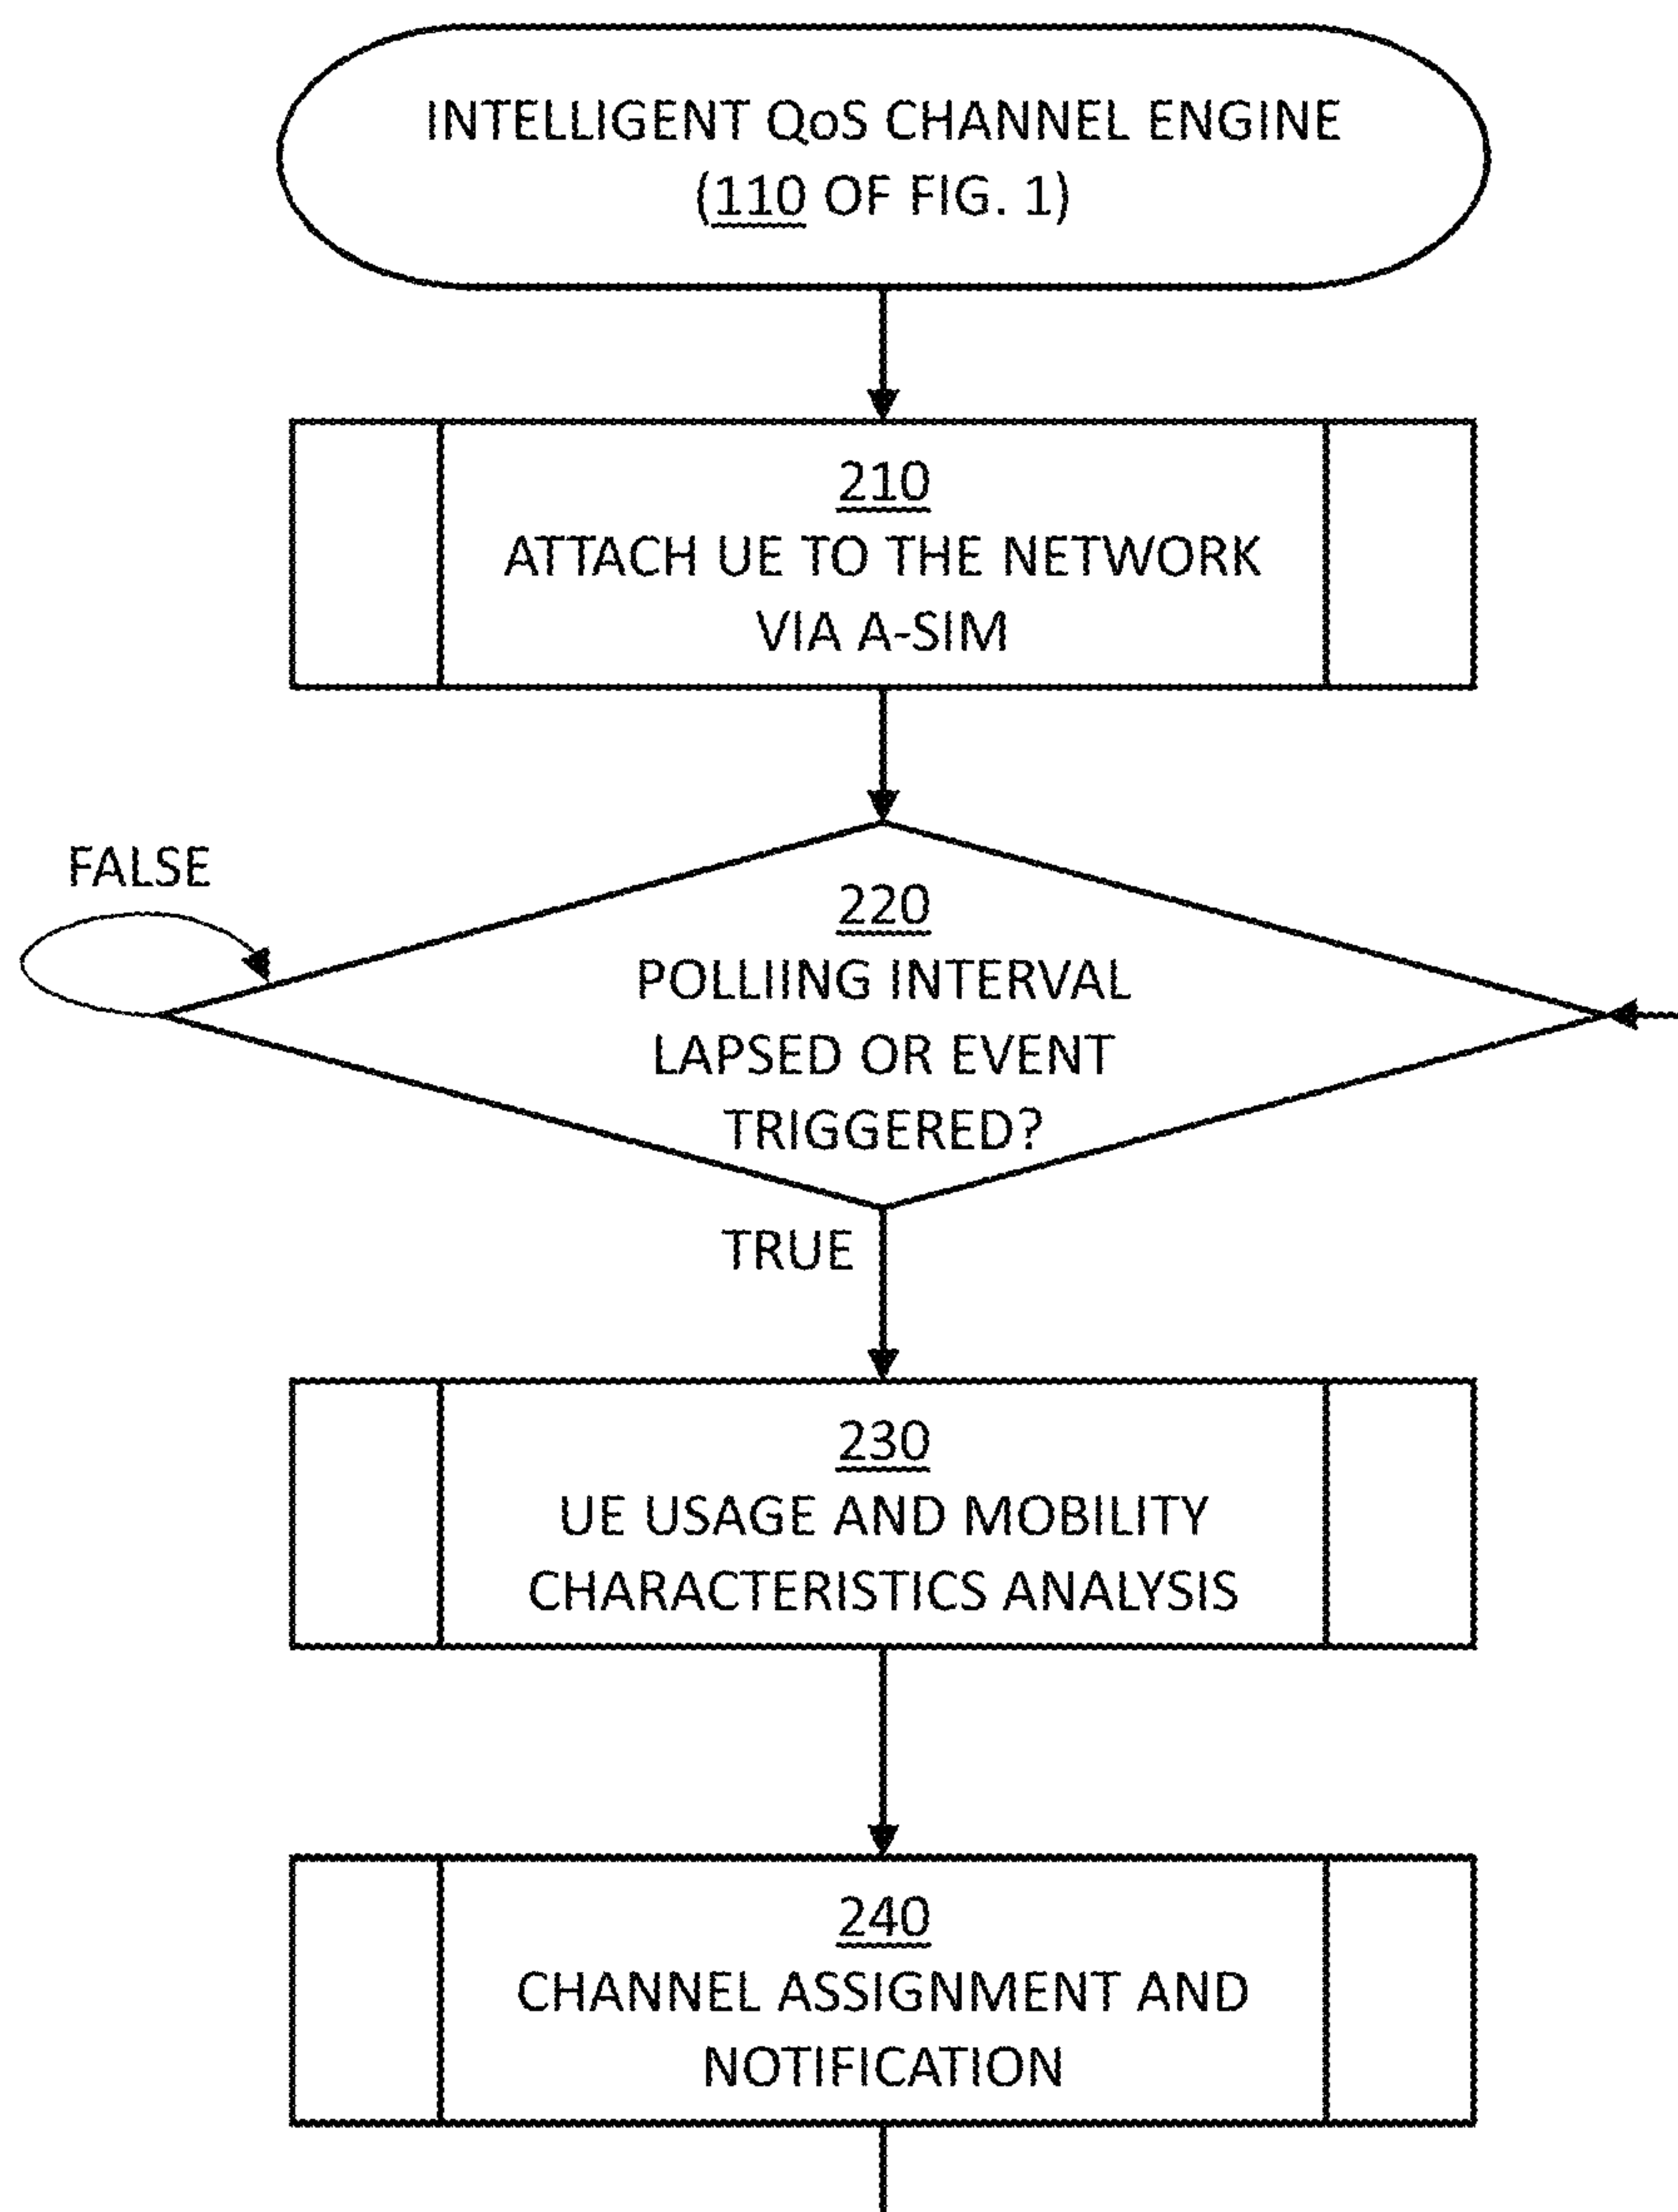 INTELLIGENT QoS CHANNEL ENGINE
(110 OF FIG. 1)
210
ATTACH UE TO THE NETWORK
VIA A-SIM
FALSE
220
POLLIING INTERVAL
LAPSED OR EVENT
TRIGGERED?
TRUE
230
UE USAGE AND MOBILITY
CHARACTERISTICS ANALYSIS
240
CHANNEL ASSIGNMENT AND
NOTIFICATION